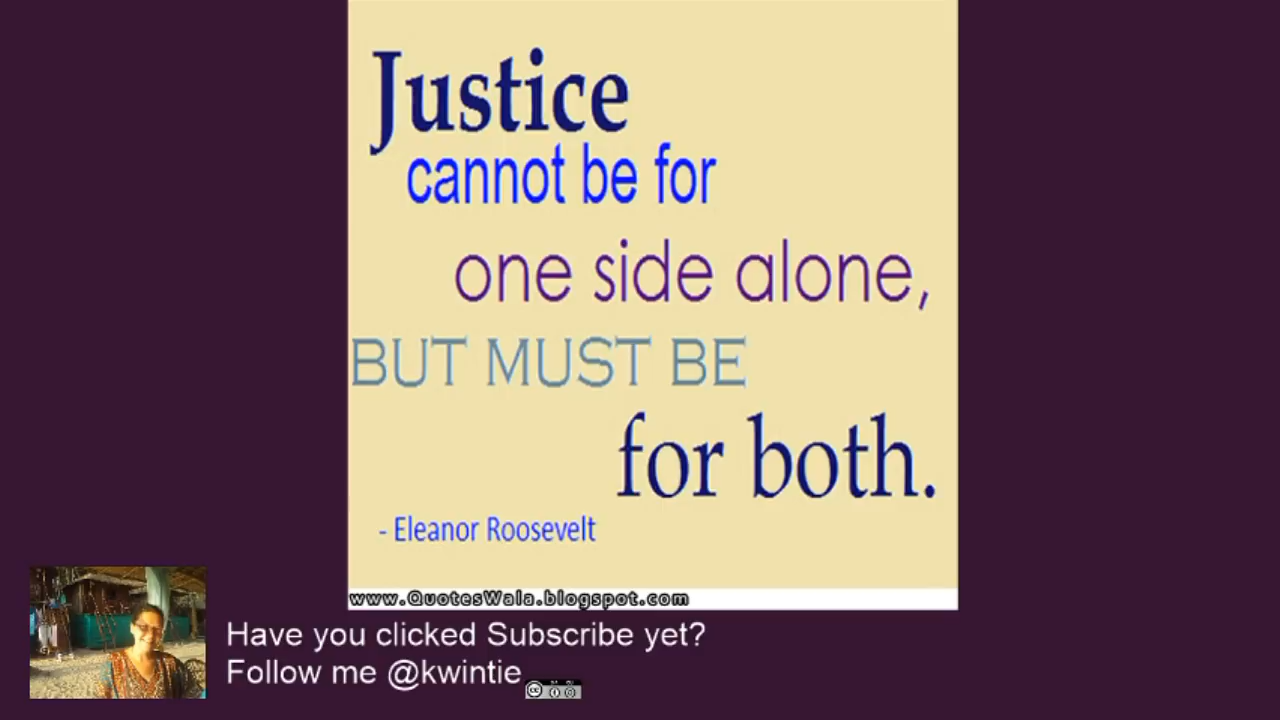 Justice
cannot be for
one side alone,
BUT MUST BE
for both.
- Eleanor Roosevelt
www.QuotesWala.blogspot.com
Have you clicked Subscribe yet?
Follow me @kwintie